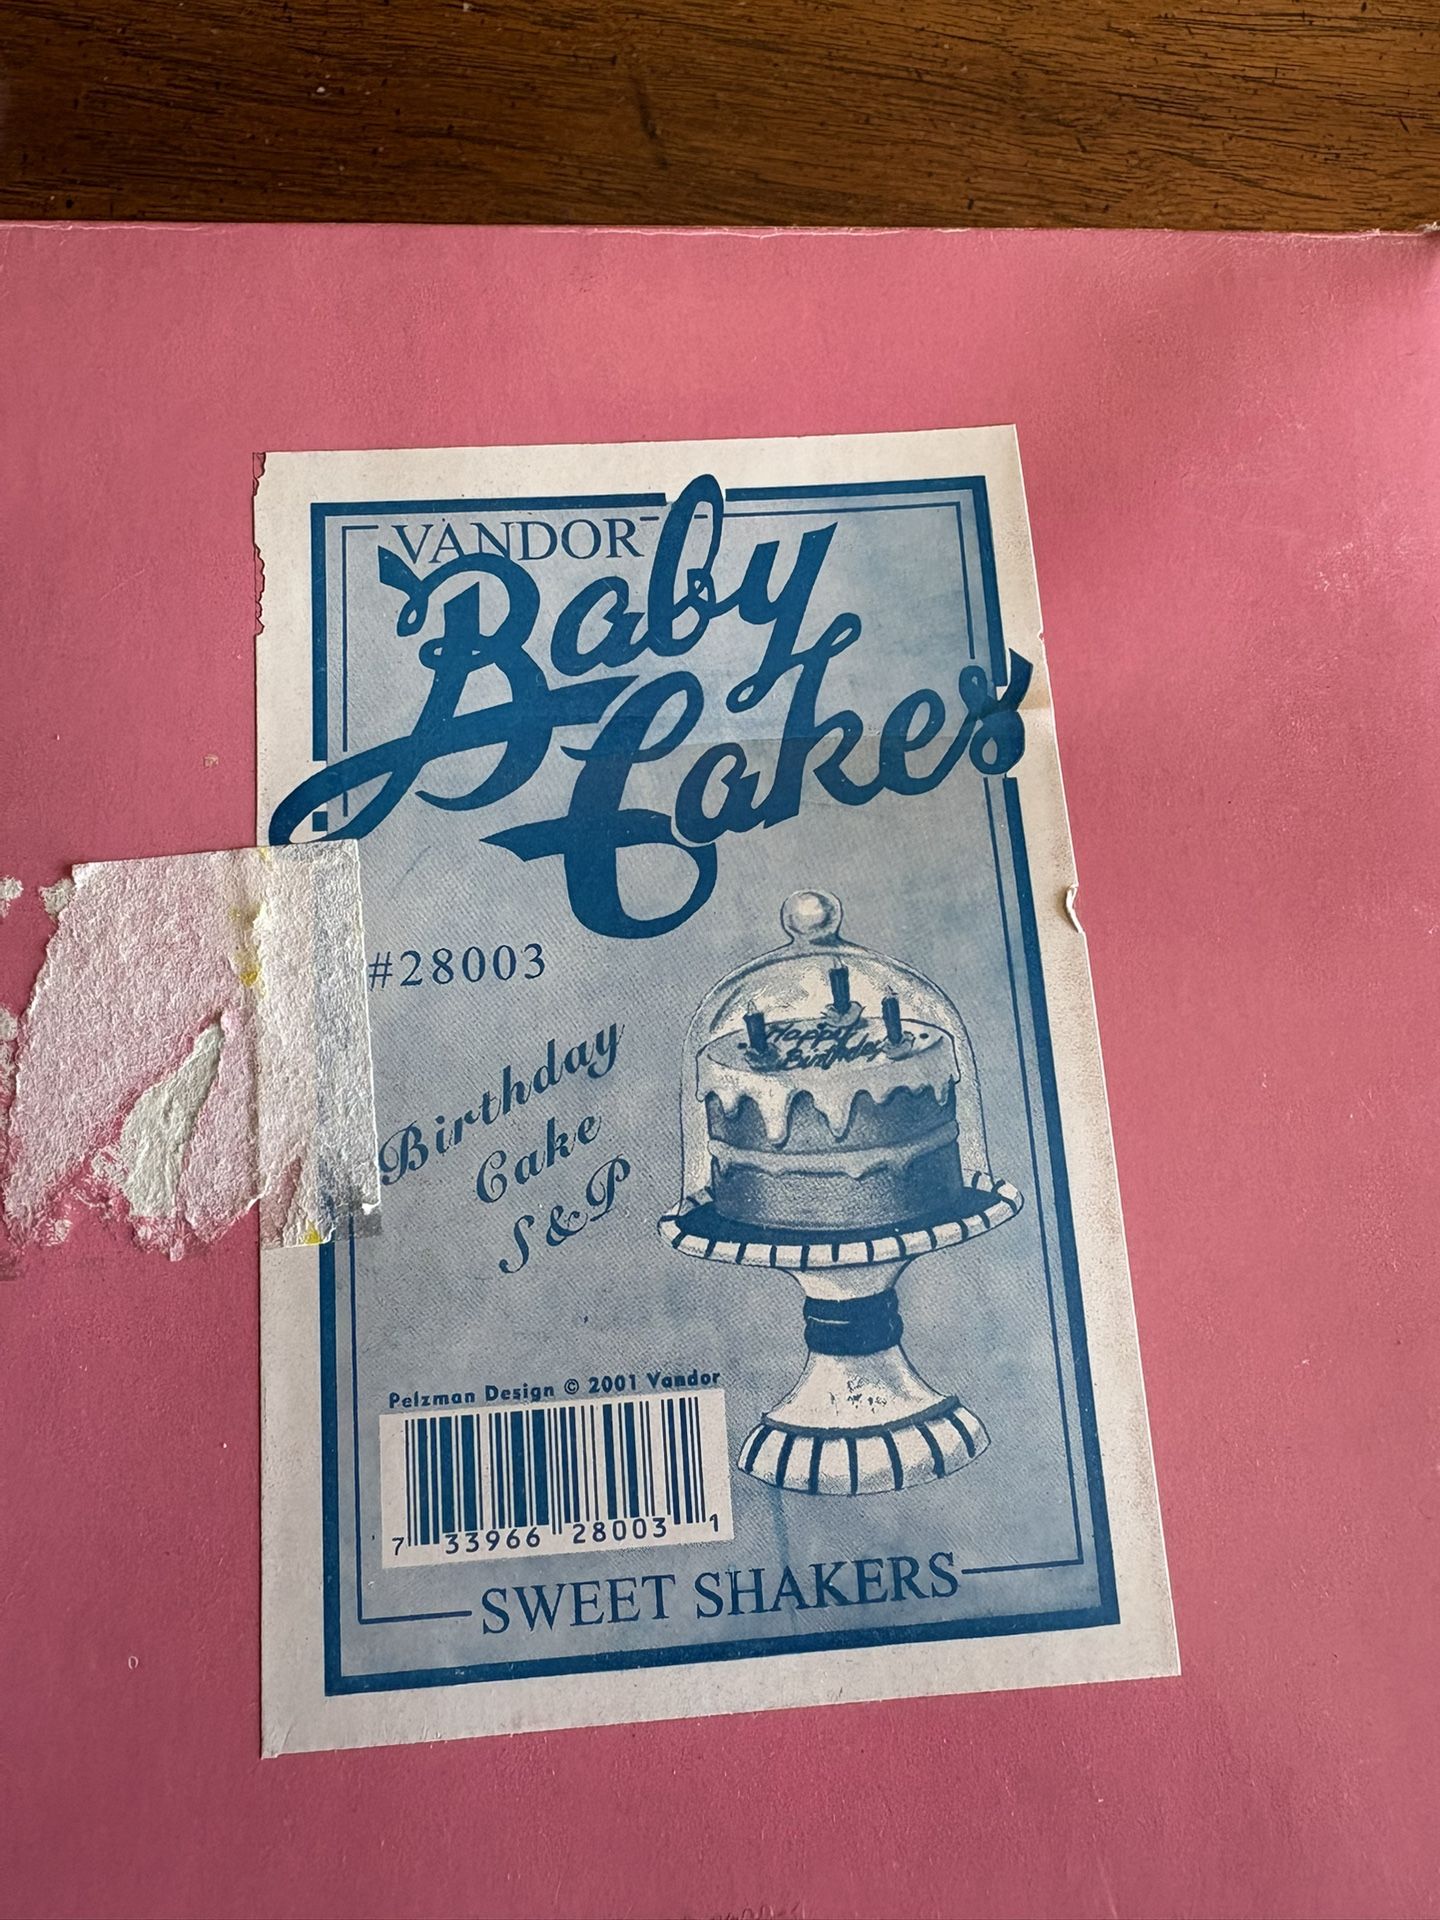 VANDOR
Baby
Cakes
#28003
Happy
Birthday
Birthday
Cake
S&P
Pelzman Design © 2001 Vandor
7 33966 28003 1
SWEET SHAKERS